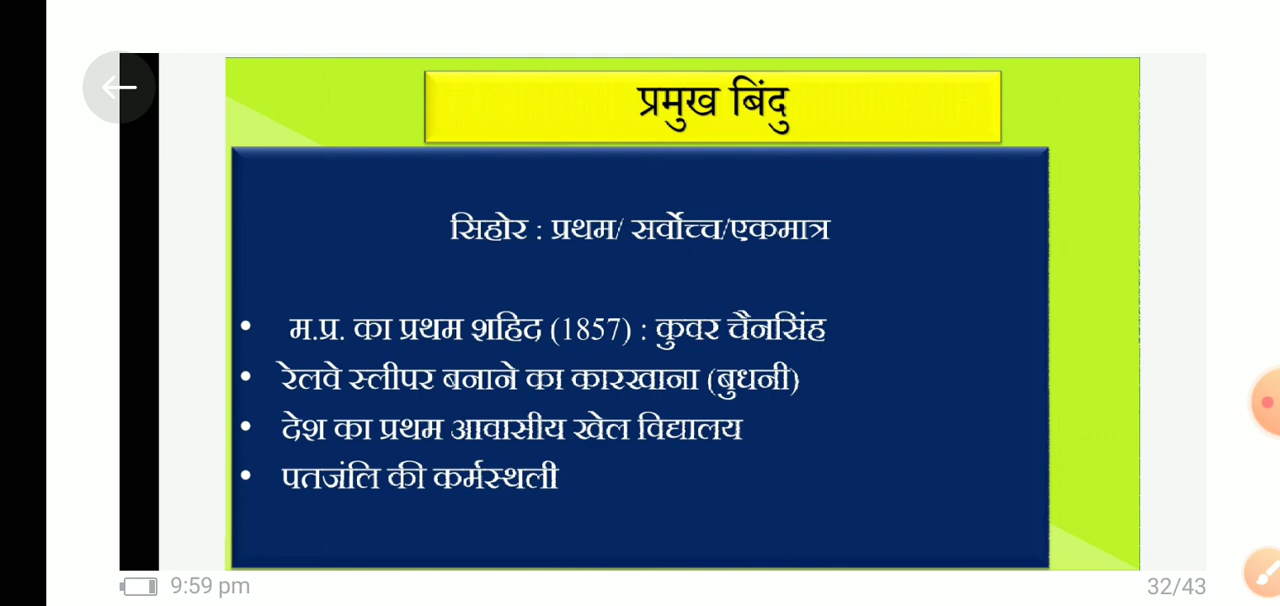 प्रमुख बिंदु
सिहोर : प्रथम/ सर्वोच्च/एकमात्र
• म.प्र. का प्रथम शहिद (1857) : कुवर चैनसिंह
• रेलवे स्लीपर बनाने का कारखाना (बुधनी)
• देश का प्रथम आवासीय खेल विद्यालय
• पतजंलि की कर्मस्थली
9:59 pm
32/43